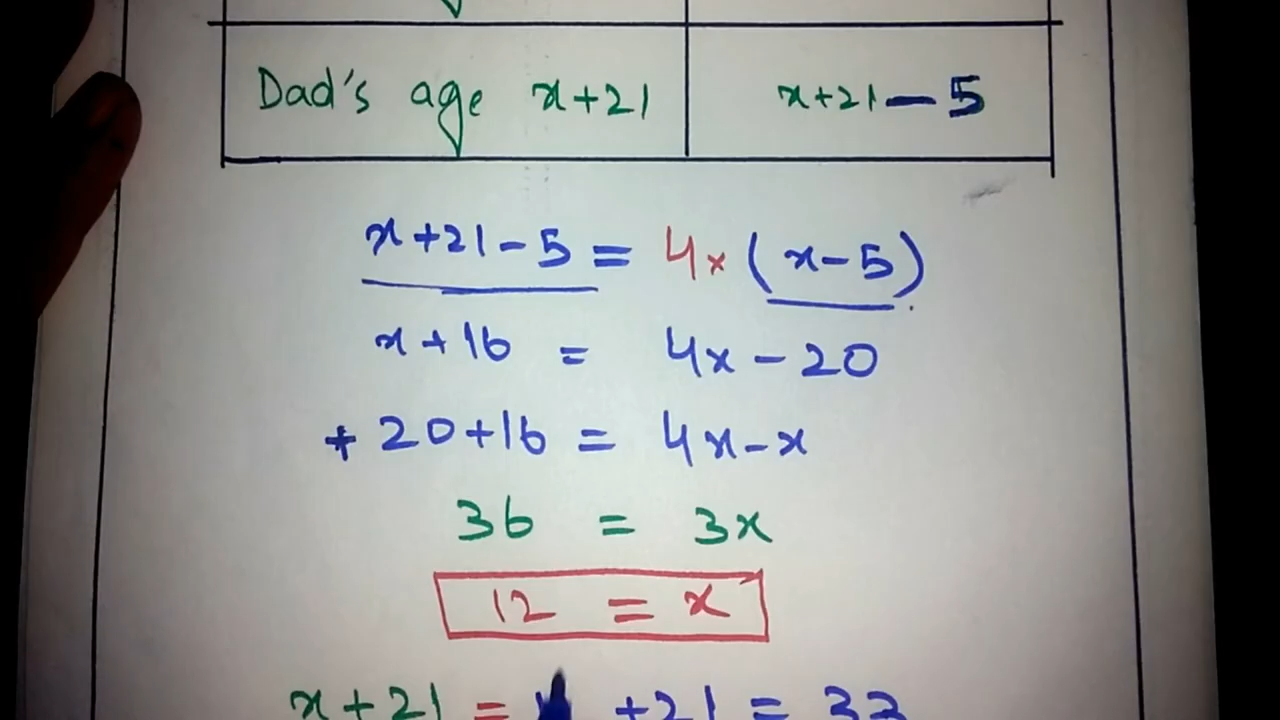 Dad's age x+21 x+21-5
x+21-5 = 4×(x-5)
x+16 = 4x-20
+20+16 = 4x-x
36 = 3x
12 = x
x+21 = +21 = 33